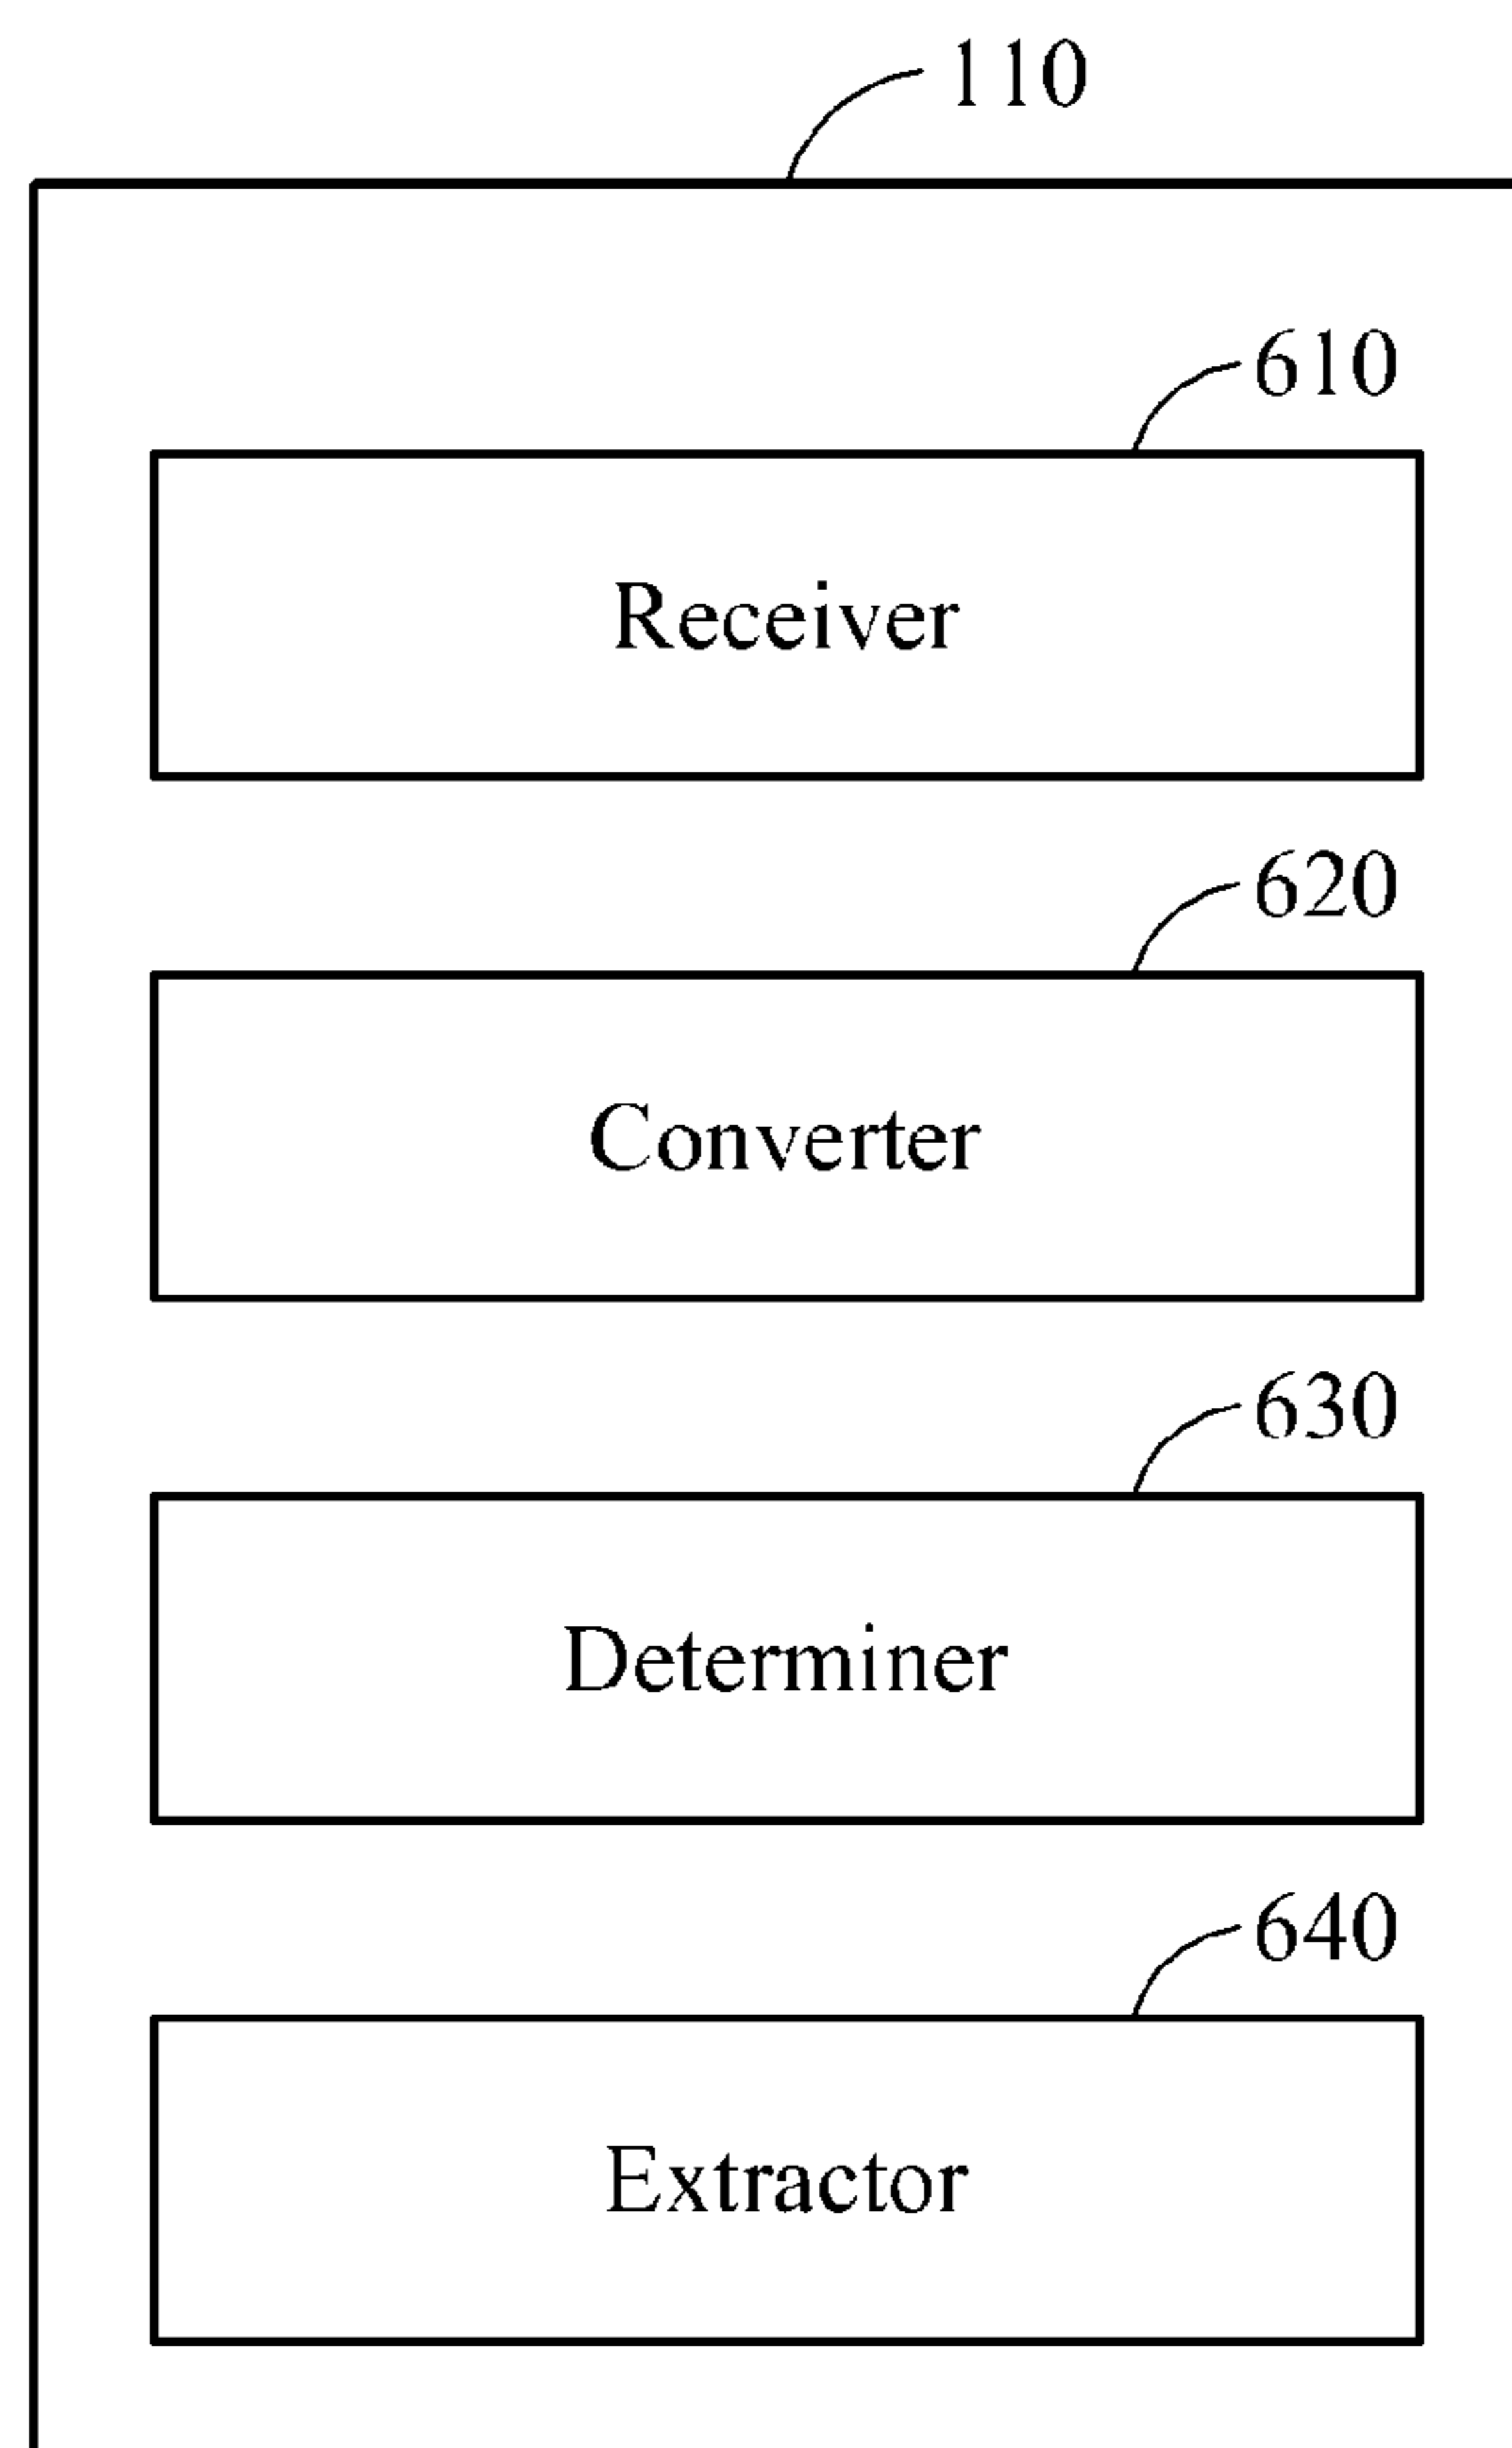 110
610
Receiver
620
Converter
630
Determiner
640
Extractor